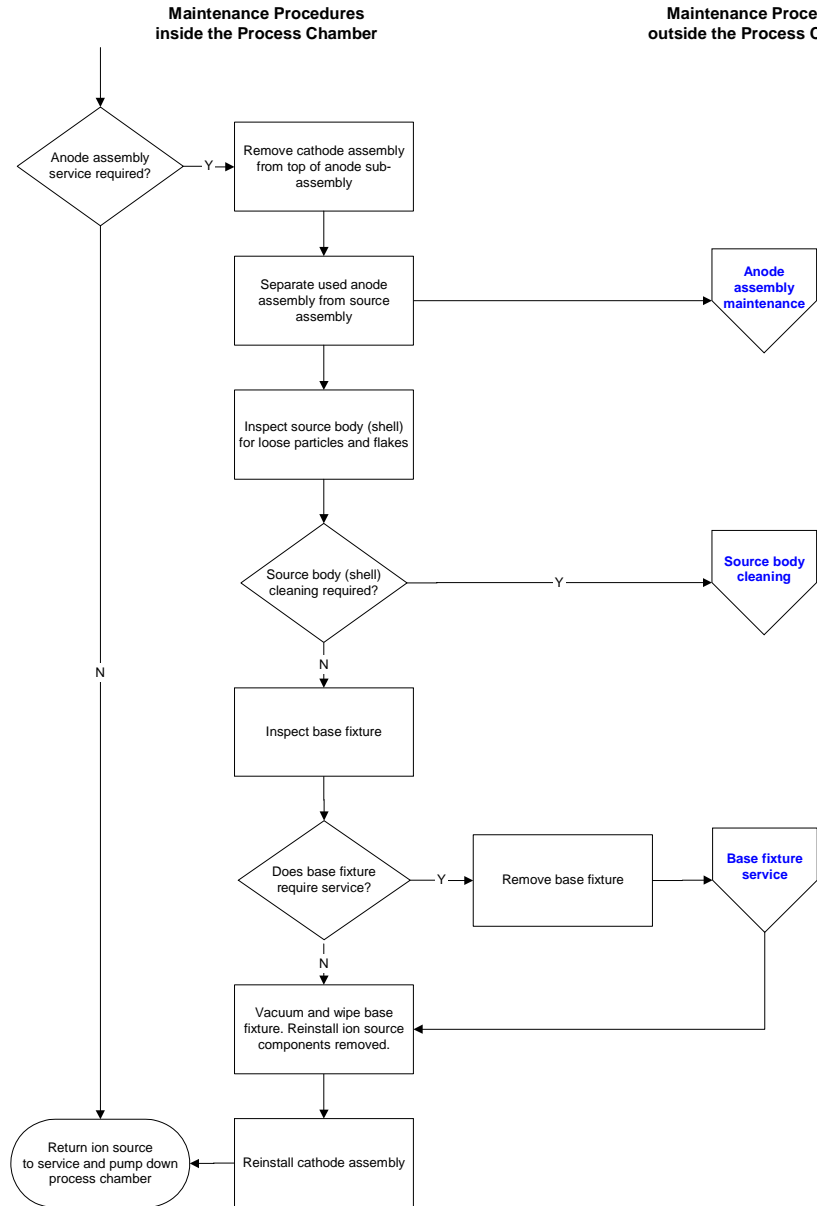 Maintenance Procedures
inside the Process Chamber
Maintenance Proce
outside the Process C
Anode assembly
service required?
Y
Remove cathode assembly
from top of anode sub-
assembly
Separate used anode
assembly from source
assembly
Anode
assembly
maintenance
Inspect source body (shell)
for loose particles and flakes
Source body (shell)
cleaning required?
Y
Source body
cleaning
N
N
Inspect base fixture
Does base fixture
require service?
Y
Remove base fixture
Base fixture
service
N
Vacuum and wipe base
fixture. Reinstall ion source
components removed.
Return ion source
to service and pump down
process chamber
Reinstall cathode assembly